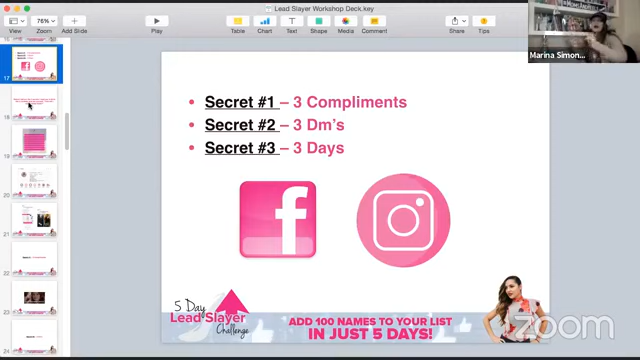 Lead Slayer Workshop Deck.key
76%
View
Zoom
Add Slide
Play
Table
Chart
Text
Shape
Media
Comment
Share
Tips
Marina Simon...
17
18
19
20
21
22
23
24
Secret #1 – 3 Compliments
Secret #2 – 3 Dm's
Secret #3 – 3 Days
f
5 Day
Lead Slayer
Challenge
ADD 100 NAMES TO YOUR LIST
IN JUST 5 DAYS!
zoom